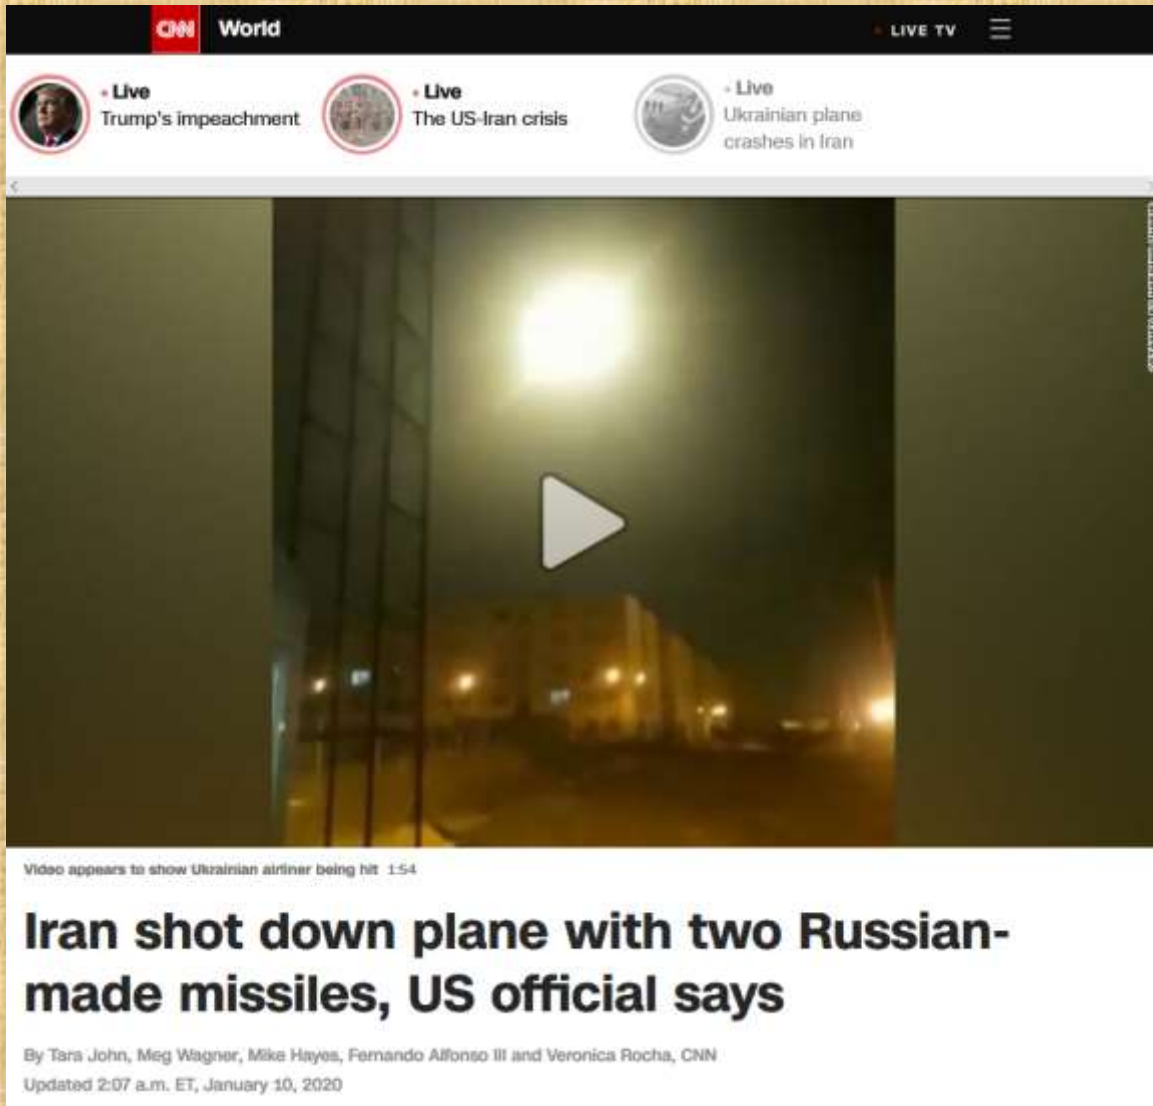 CNN World
LIVE TV
Live
Trump's impeachment
Live
The US-Iran crisis
Live
Ukrainian plane
crashes in Iran
Video appears to show Ukrainian airliner being hit 1:54
Iran shot down plane with two Russian-
made missiles, US official says
By Tara John, Meg Wagner, Mike Hayes, Fernando Alfonso III and Veronica Rocha, CNN
Updated 2:07 a.m. ET, January 10, 2020